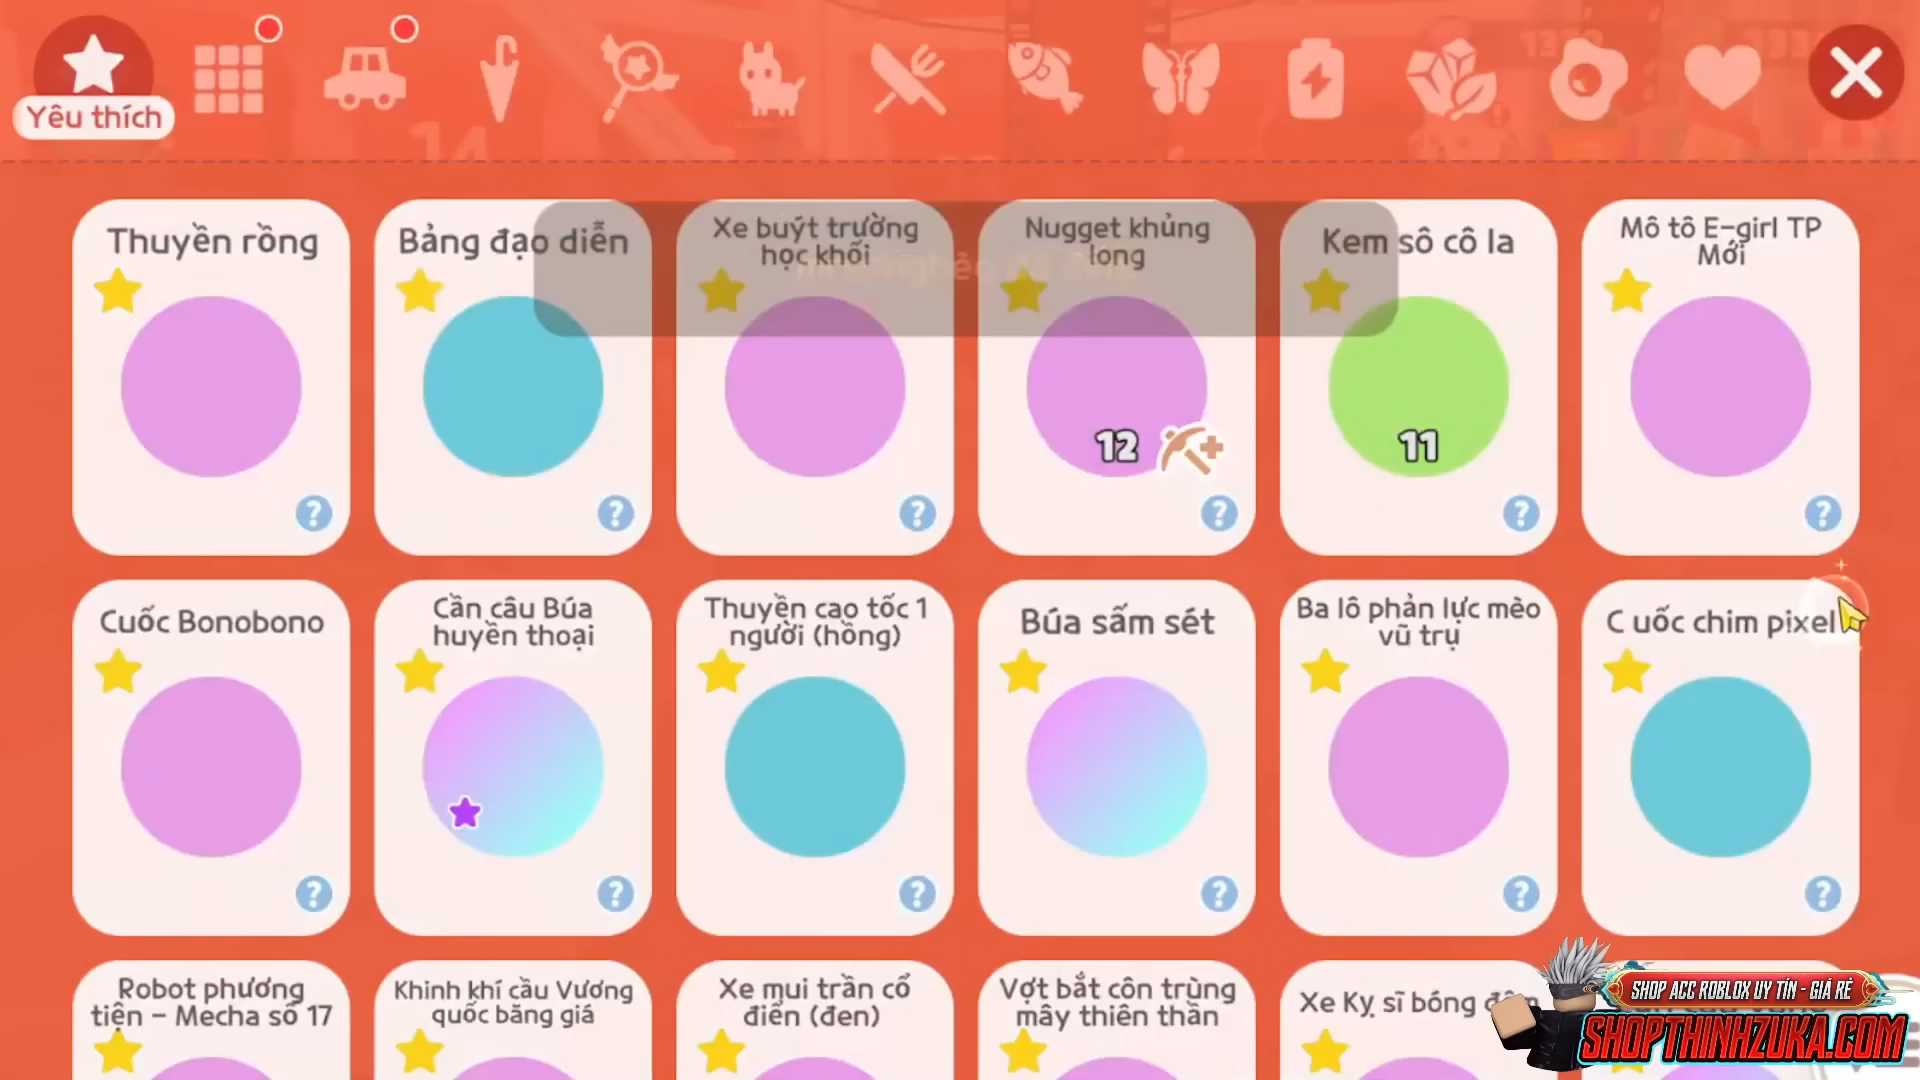 Yêu thích
Thuyền rồng
Bảng đạo diễn
Xe buýt trường
học khối
Nugget khủng
long
Kem sô cô la
Mô tô E-girl TP
Mới
12
11
?
?
?
?
?
?
Cuốc Bonobono
Cần câu Búa
huyền thoại
Thuyền cao tốc 1
người (hồng)
Búa sấm sét
Ba lô phản lực mèo
vũ trụ
C uốc chim pixel
?
?
?
?
?
?
Robot phương
tiện - Mecha số 17
Khinh khí cầu Vương
quốc băng giá
Xe mui trần cổ
điển (đen)
Vợt bắt côn trùng
mây thiên thần
Xe Kỵ sĩ bóng
SHOP ACC ROBLOX UY TÍN - GIÁ RẺ
SHOPTHINHZUKA.COM